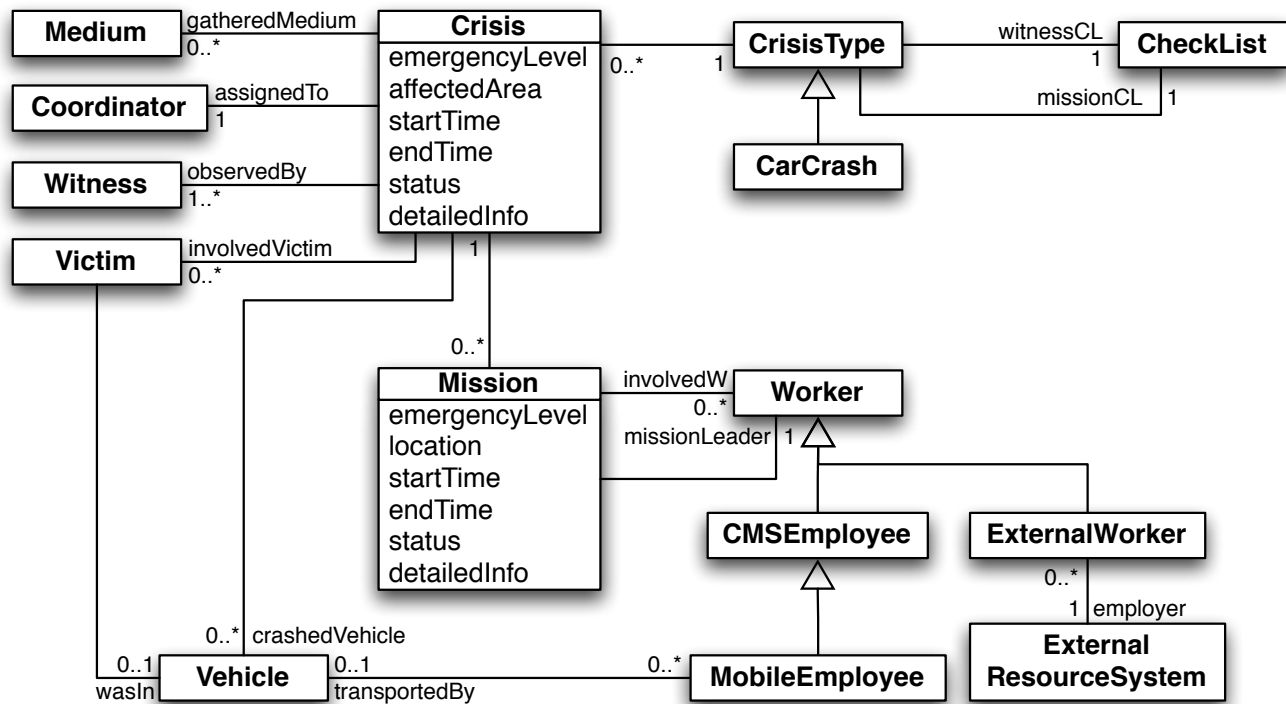 Medium
gatheredMedium
0..*
Coordinator
assignedTo
1
Witness
observedBy
1..*
Victim
involvedVictim
0..*
Crisis
emergencyLevel
affectedArea
startTime
endTime
status
detailedInfo
0..*
1
CrisisType
witnessCL
1
CheckList
missionCL
1
CarCrash
1
0..*
Mission
emergencyLevel
location
startTime
endTime
status
detailedInfo
involvedW
0..*
missionLeader
1
Worker
CMSEmployee
ExternalWorker
0..*
1
employer
External
ResourceSystem
0..*
crashedVehicle
0..1
wasIn
Vehicle
0..1
transportedBy
0..*
MobileEmployee